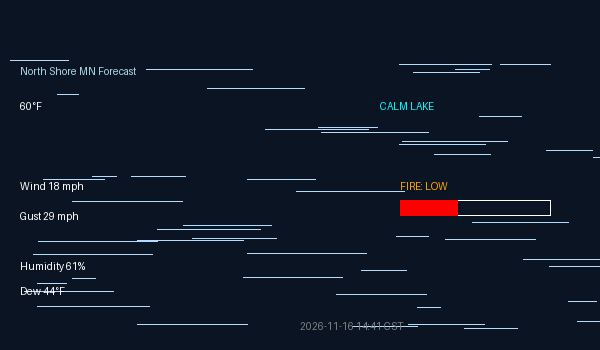 North Shore MN Forecast
60°F
CALM LAKE
Wind 18 mph
FIRE: LOW
Gust 29 mph
Humidity 61%
Dew 44°F
2026-11-16 14:41 CST